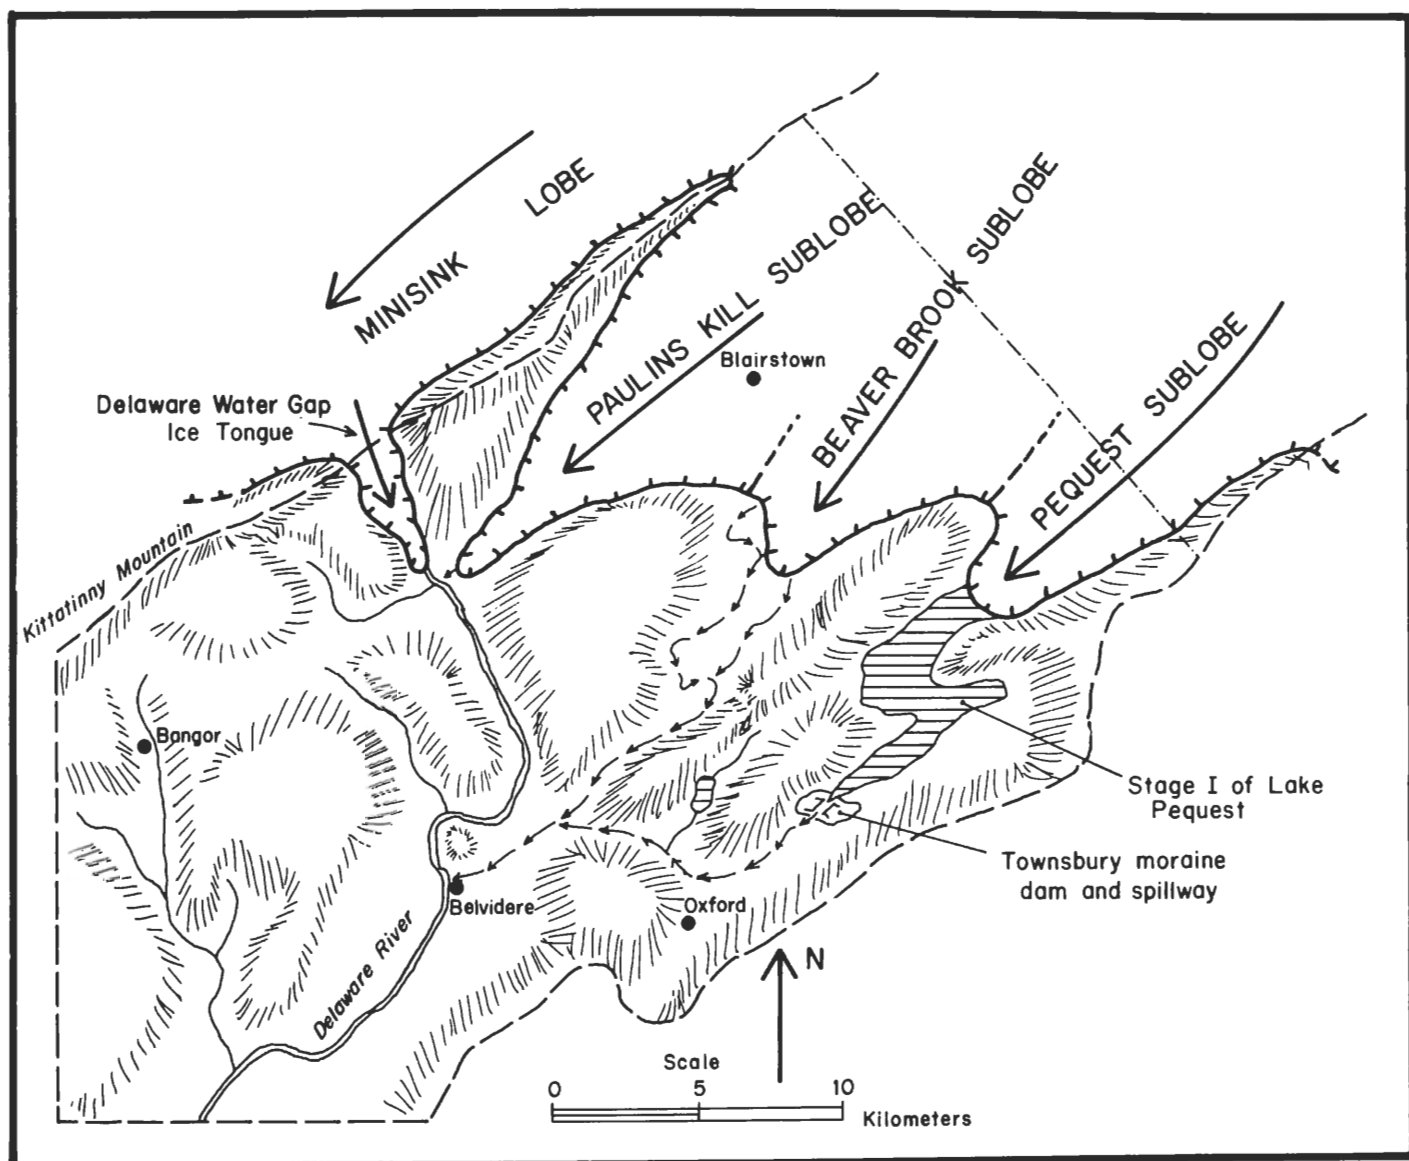 MINISINK LOBE
PAULINS KILL SUBLOBE
BEAVER BROOK SUBLOBE
PEQUEST SUBLOBE
Blairstown
Delaware Water Gap
Ice Tongue
Kittatinny Mountain
Bangor
Stage I of Lake
Pequest
Townsbury moraine
dam and spillway
Belvidere
Oxford
Delaware River
N
Scale
0 5 10
Kilometers